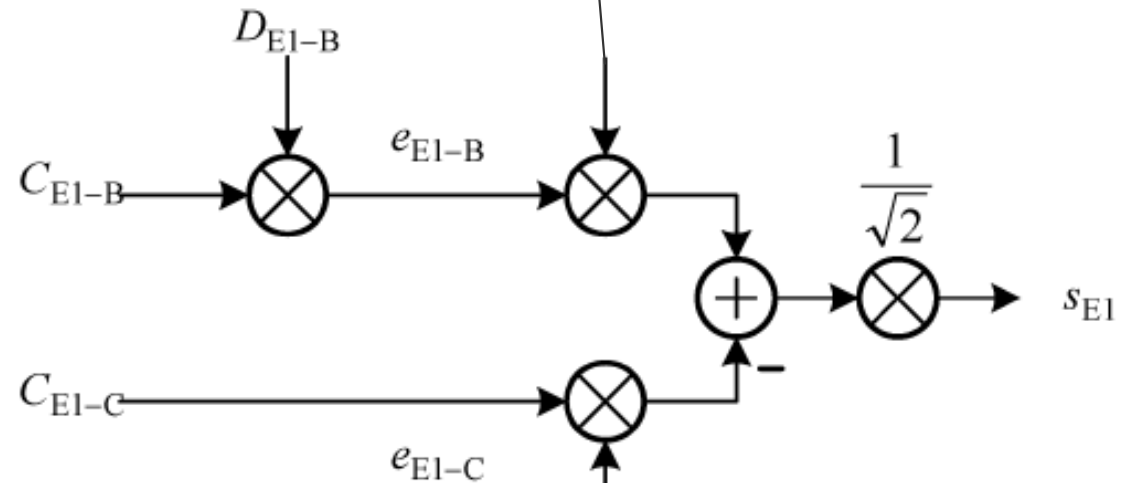 D_E1–B
e_E1–B
C_E1–B
1
√2
s_E1
C_E1–C
e_E1–C
+
−